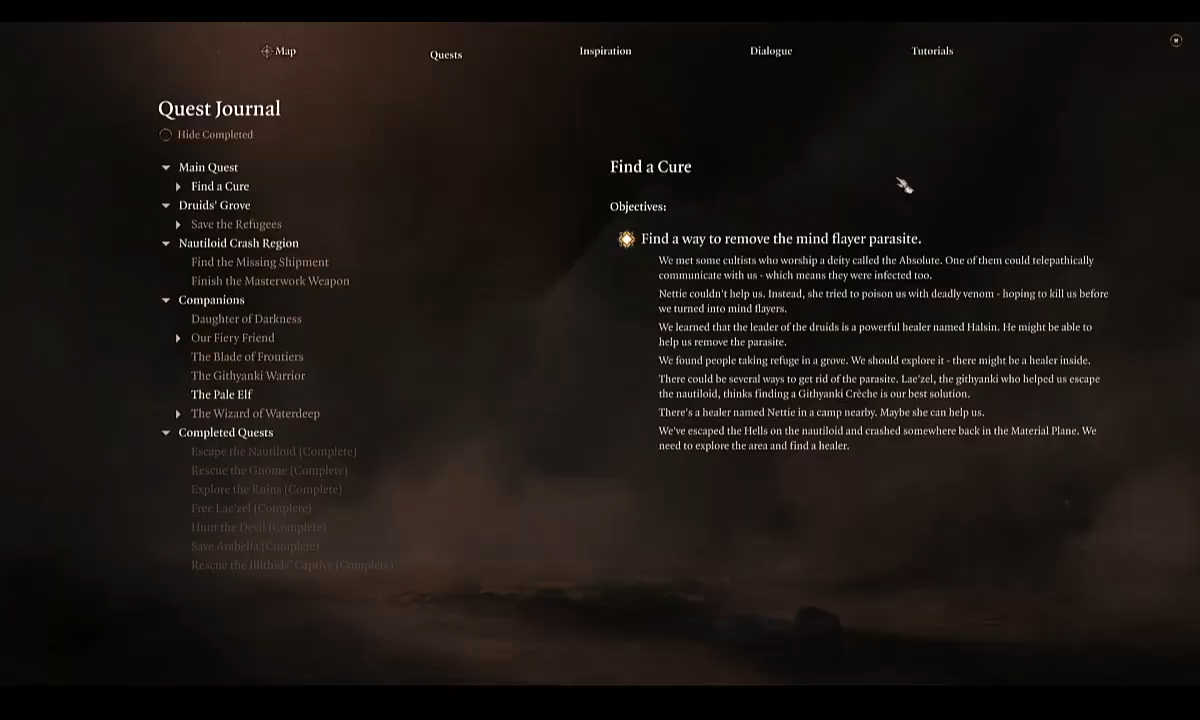 Map
Quests
Inspiration
Dialogue
Tutorials
Quest Journal
Hide Completed
Main Quest
Find a Cure
Druids' Grove
Save the Refugees
Nautiloid Crash Region
Find the Missing Shipment
Finish the Masterwork Weapon
Companions
Daughter of Darkness
Our Fiery Friend
The Blade of Frontiers
The Githyanki Warrior
The Pale Elf
The Wizard of Waterdeep
Completed Quests
Escape the Nautiloid (Complete)
Rescue the Gnome (Complete)
Explore the Ruins (Complete)
Free Lae'zel (Complete)
Hunt the Devil (Complete)
Save Arabella (Complete)
Rescue the Illithids' Captive (Complete)
Find a Cure
Objectives:
Find a way to remove the mind flayer parasite.
We met some cultists who worship a deity called the Absolute. One of them could telepathically
communicate with us - which means they were infected too.
Nettie couldn't help us. Instead, she tried to poison us with deadly venom - hoping to kill us before
we turned into mind flayers.
We learned that the leader of the druids is a powerful healer named Halsin. He might be able to
help us remove the parasite.
We found people taking refuge in a grove. We should explore it - there might be a healer inside.
There could be several ways to get rid of the parasite. Lae'zel, the githyanki who helped us escape
the nautiloid, thinks finding a Githyanki Crèche is our best solution.
There's a healer named Nettie in a camp nearby. Maybe she can help us.
We've escaped the Hells on the nautiloid and crashed somewhere back in the Material Plane. We
need to explore the area and find a healer.